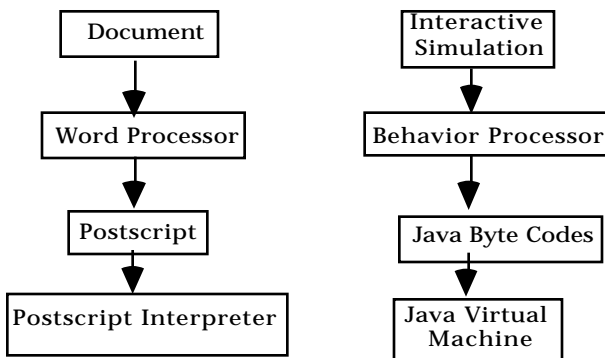 Document
Word Processor
Postscript
Postscript Interpreter
Interactive
Simulation
Behavior Processor
Java Byte Codes
Java Virtual
Machine